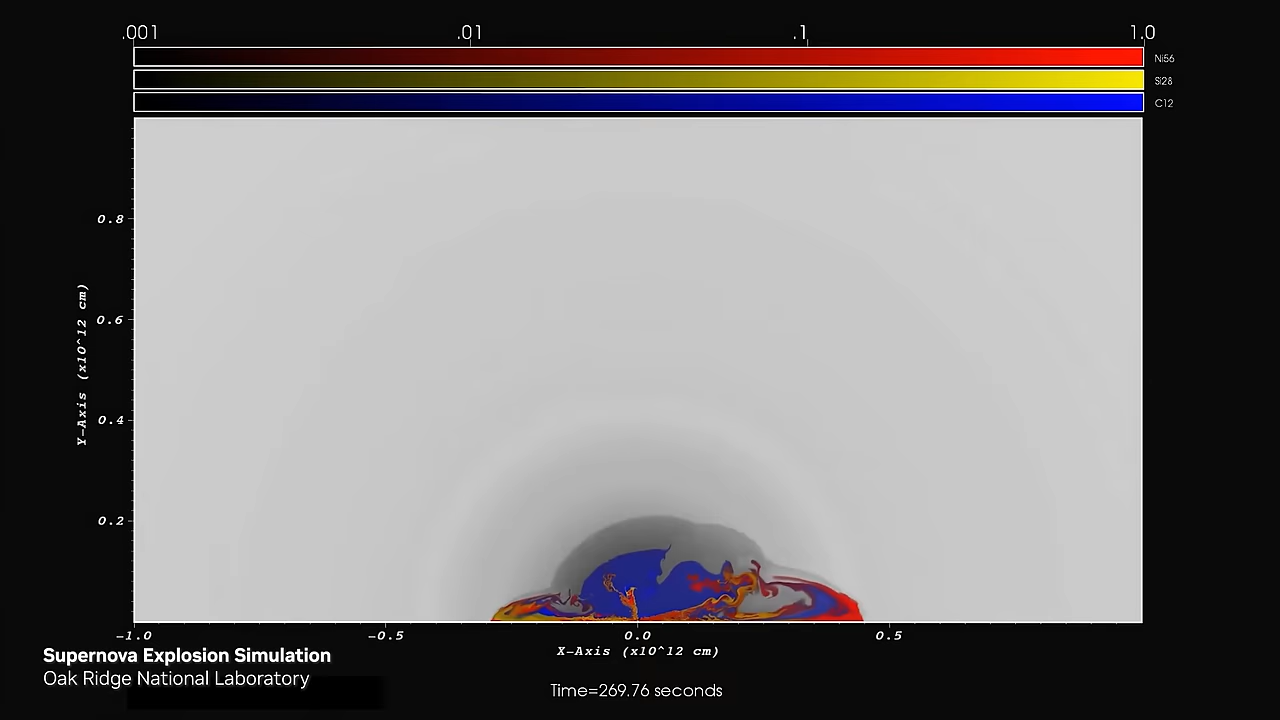 .001 .01 .1 1.0
Ni56
Si28
C12
0.8
0.6
0.4
0.2
Y-Axis (x10^12 cm)
-1.0 -0.5 0.0 0.5
X-Axis (x10^12 cm)
Supernova Explosion Simulation
Oak Ridge National Laboratory
Time=269.76 seconds